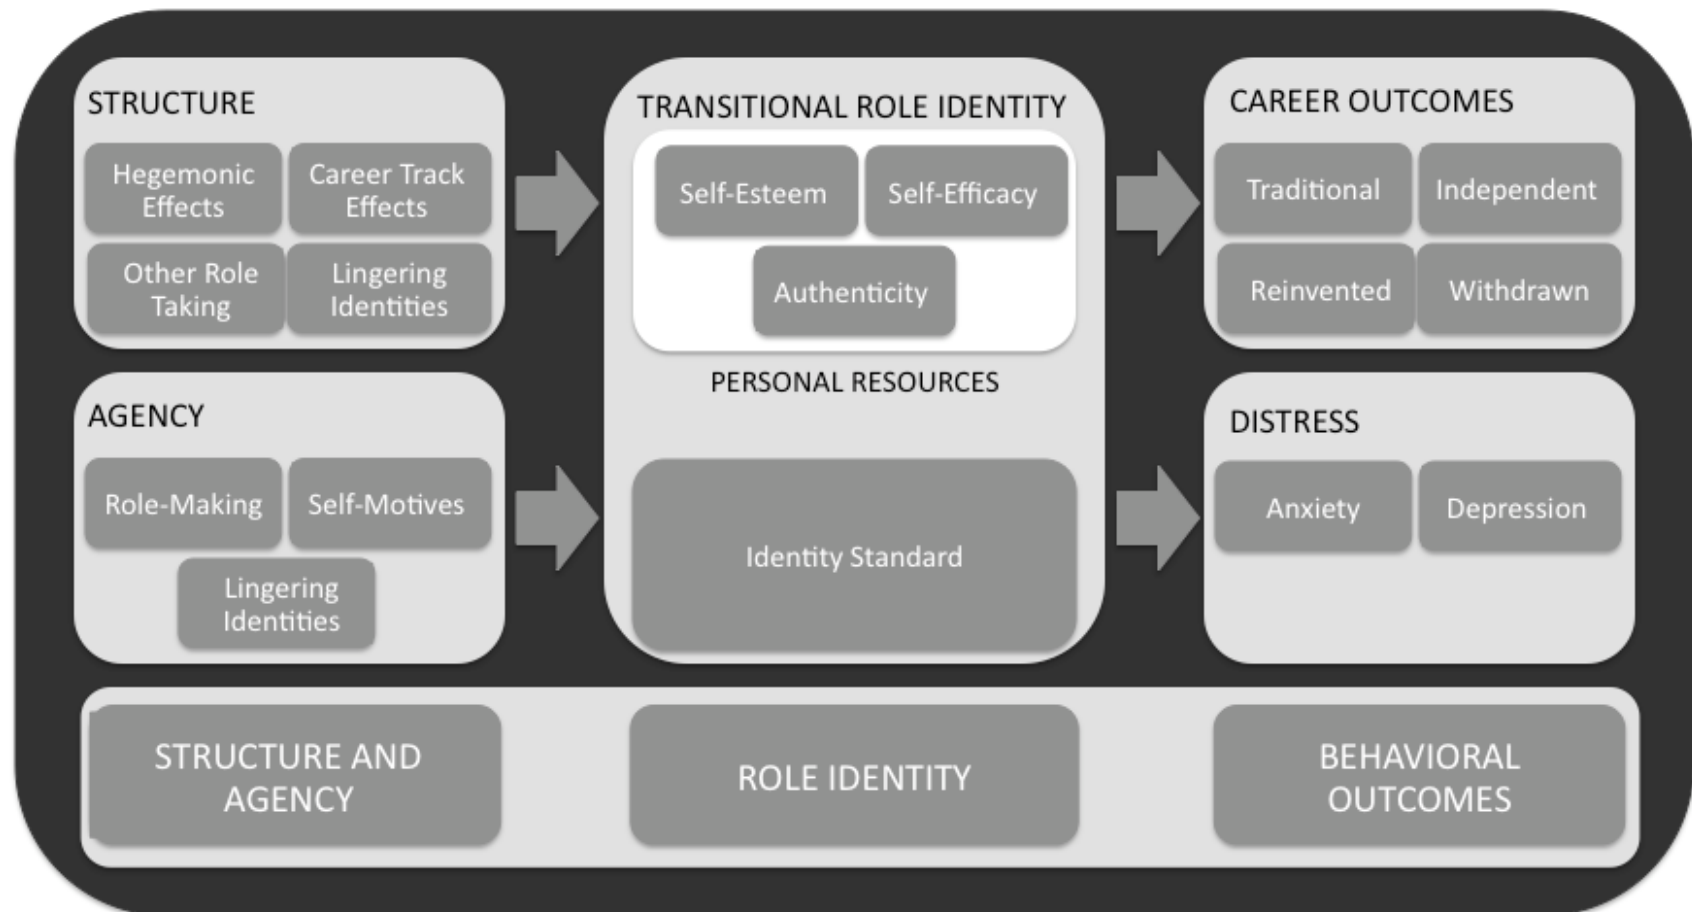 STRUCTURE
Hegemonic
Effects
Career Track
Effects
Other Role
Taking
Lingering
Identities
AGENCY
Role-Making
Self-Motives
Lingering
Identities
TRANSITIONAL ROLE IDENTITY
Self-Esteem
Self-Efficacy
Authenticity
PERSONAL RESOURCES
Identity Standard
CAREER OUTCOMES
Traditional
Independent
Reinvented
Withdrawn
DISTRESS
Anxiety
Depression
STRUCTURE AND
AGENCY
ROLE IDENTITY
BEHAVIORAL
OUTCOMES